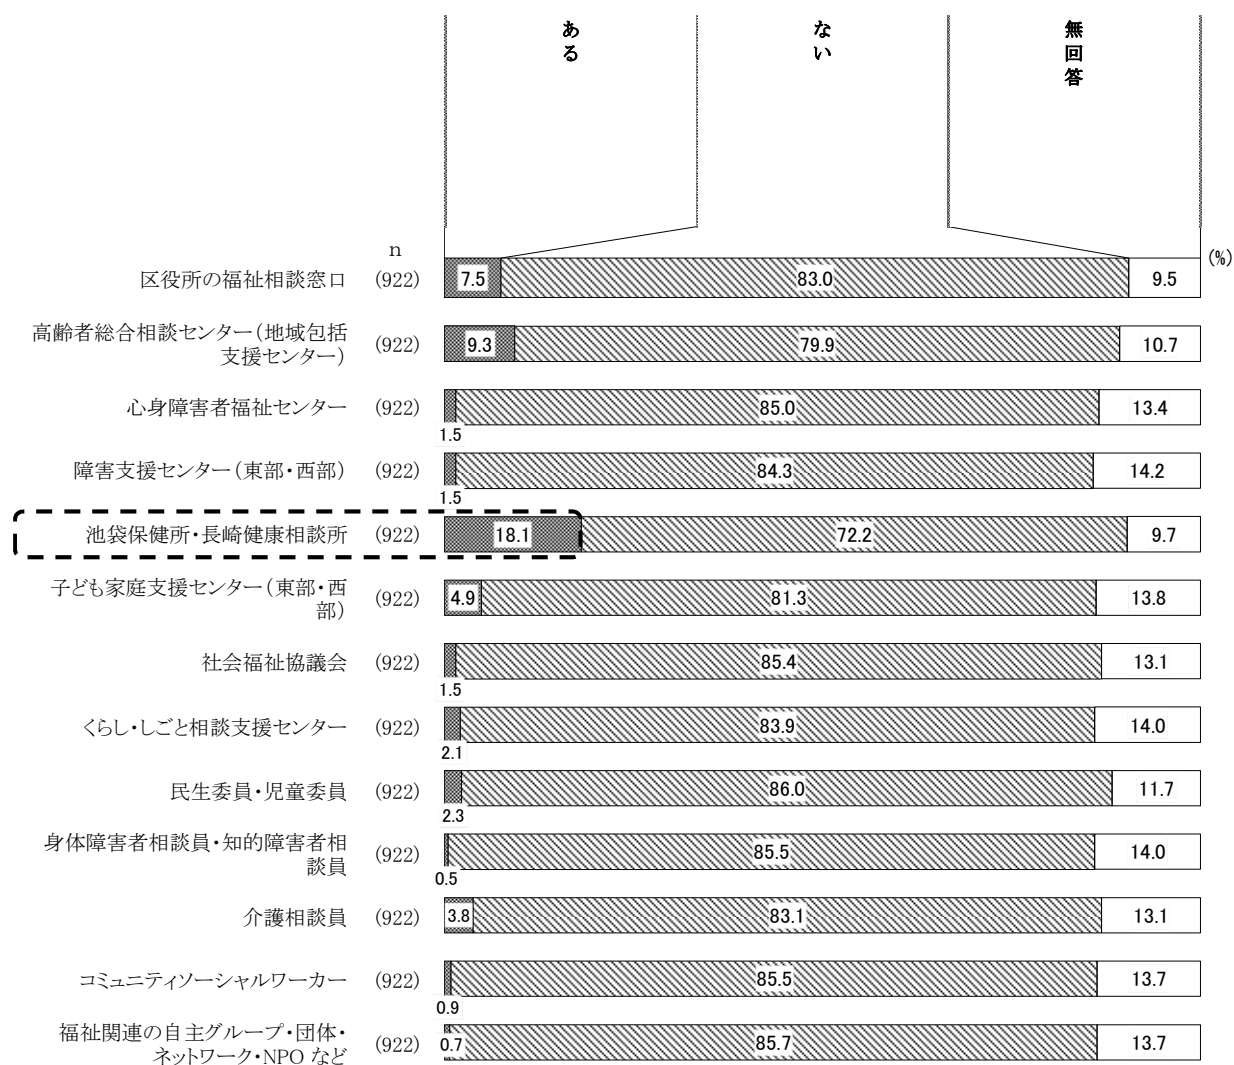 ある
ない
無回答
n
(%)
区役所の福祉相談窓口 (922) 7.5 83.0 9.5
高齢者総合相談センター(地域包括
支援センター) (922) 9.3 79.9 10.7
心身障害者福祉センター (922) 1.5 85.0 13.4
障害支援センター(東部・西部) (922) 1.5 84.3 14.2
池袋保健所・長崎健康相談所 (922) 18.1 72.2 9.7
子ども家庭支援センター(東部・西
部) (922) 4.9 81.3 13.8
社会福祉協議会 (922) 1.5 85.4 13.1
くらし・しごと相談支援センター (922) 2.1 83.9 14.0
民生委員・児童委員 (922) 2.3 86.0 11.7
身体障害者相談員・知的障害者相
談員 (922) 0.5 85.5 14.0
介護相談員 (922) 3.8 83.1 13.1
コミュニティソーシャルワーカー (922) 0.9 85.5 13.7
福祉関連の自主グループ・団体・
ネットワーク・NPO など (922) 0.7 85.7 13.7